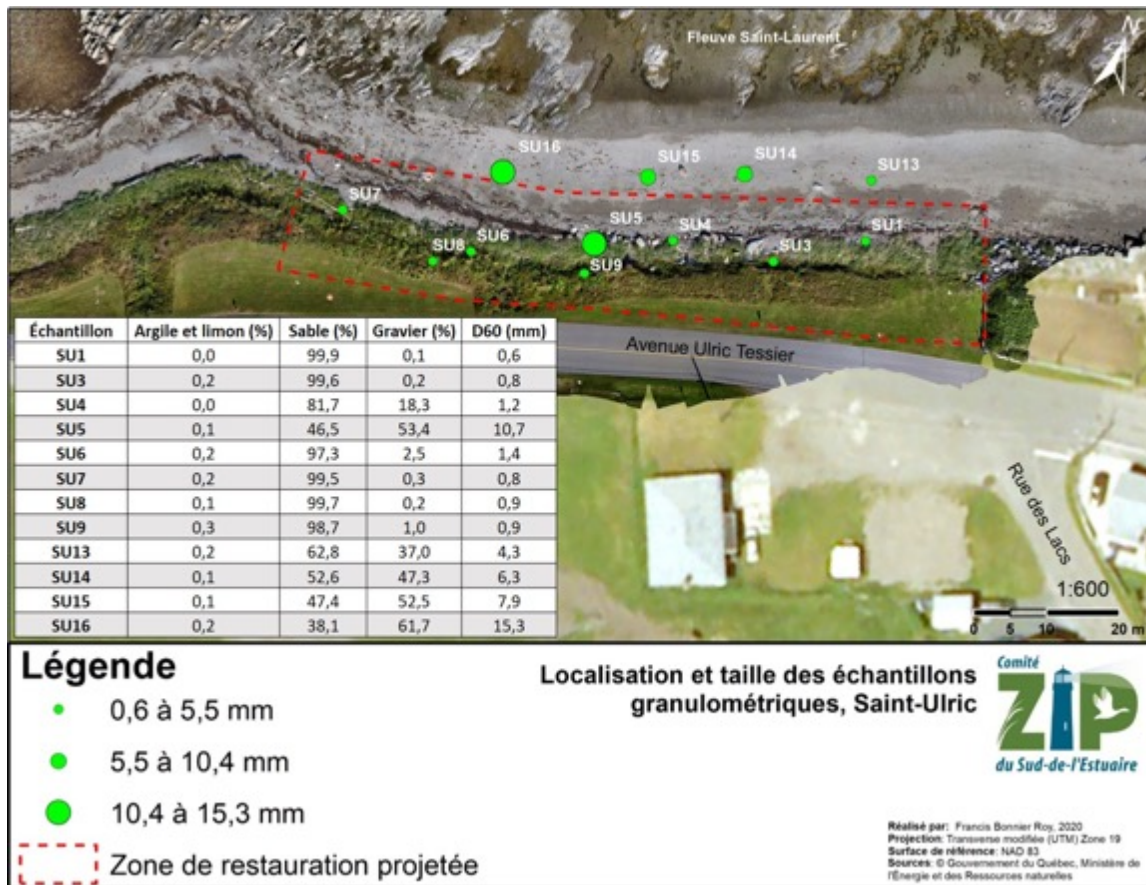 Fleuve Saint-Laurent
N
SU16
SU15
SU14
SU13
SU7
SU5
SU4
SU1
SU8
SU6
SU3
SU9
Avenue Ulric Tessier
Rue des Lacs
1:600
0 5 10 20 m
Échantillon Argile et limon (%) Sable (%) Gravier (%) D60 (mm)
SU1 0,0 99,9 0,1 0,6
SU3 0,2 99,6 0,2 0,8
SU4 0,0 81,7 18,3 1,2
SU5 0,1 46,5 53,4 10,7
SU6 0,2 97,3 2,5 1,4
SU7 0,2 99,5 0,3 0,8
SU8 0,1 99,7 0,2 0,9
SU9 0,3 98,7 1,0 0,9
SU13 0,2 62,8 37,0 4,3
SU14 0,1 52,6 47,3 6,3
SU15 0,1 47,4 52,5 7,9
SU16 0,2 38,1 61,7 15,3
Légende
0,6 à 5,5 mm
5,5 à 10,4 mm
10,4 à 15,3 mm
Zone de restauration projetée
Localisation et taille des échantillons
granulométriques, Saint-Ulric
Comité
ZIP
du Sud-de-l'Estuaire
Réalisé par: Francis Bonnier Roy, 2020
Projection: Transverse modifiée (UTM) Zone 19
Surface de référence: NAD 83
Sources: © Gouvernement du Québec, Ministère de
l'Énergie et des Ressources naturelles